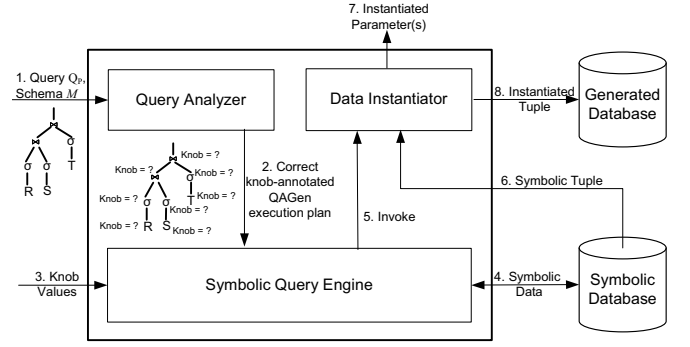 7. Instantiated
Parameter(s)
1. Query QP,
Schema M
Query Analyzer
Data Instantiator
8. Instantiated
Tuple
Generated
Database
σ
σ σ T
R S
Knob = ?
Knob = ? σ Knob = ?
Knob = ? σ σ T Knob = ?
Knob = ?
Knob = ? R S Knob = ?
2. Correct
knob-annotated
QAGen
execution plan
5. Invoke
6. Symbolic Tuple
3. Knob
Values
Symbolic Query Engine
4. Symbolic
Data
Symbolic
Database